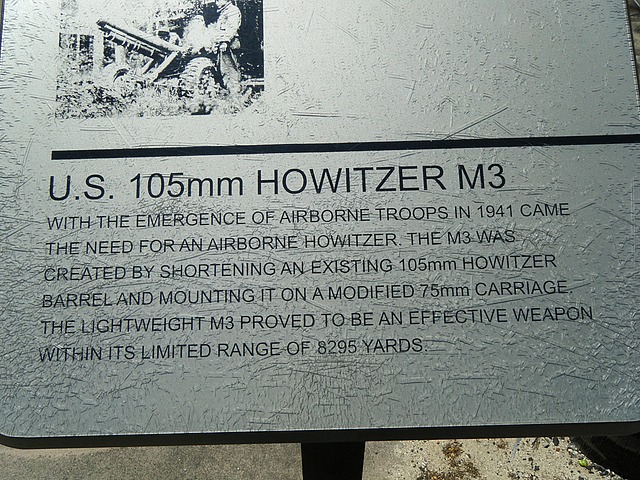 U.S. 105mm HOWITZER M3
WITH THE EMERGENCE OF AIRBORNE TROOPS IN 1941 CAME
THE NEED FOR AN AIRBORNE HOWITZER. THE M3 WAS
CREATED BY SHORTENING AN EXISTING 105mm HOWITZER
BARREL AND MOUNTING IT ON A MODIFIED 75mm CARRIAGE.
THE LIGHTWEIGHT M3 PROVED TO BE AN EFFECTIVE WEAPON
WITHIN ITS LIMITED RANGE OF 8295 YARDS.